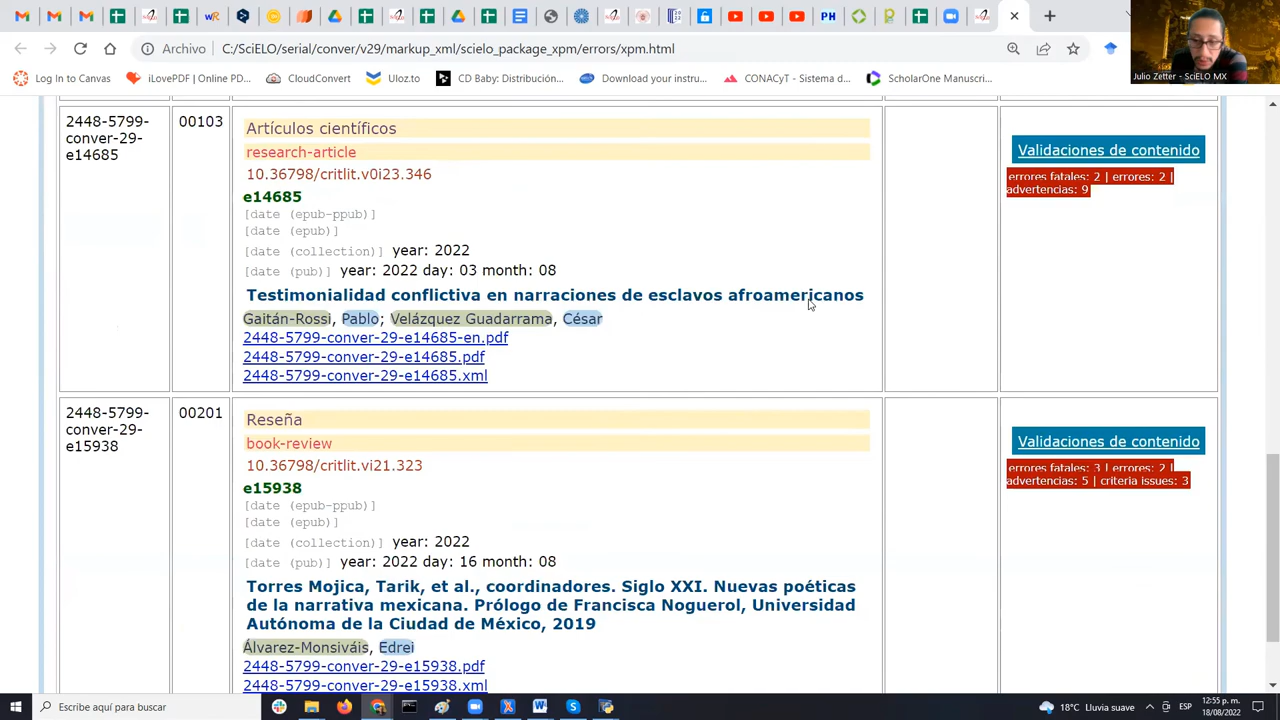 Archivo
C:/SciELO/serial/conver/v29/markup_xml/scielo_package_xpm/errors/xpm.html
Julio Zetter - SciELO MX
Log In to Canvas
iLovePDF | Online PD...
CloudConvert
Uloz.to
CD Baby: Distribución...
Download your instru...
CONACyT - Sistema d...
ScholarOne Manuscri...
2448-5799-
conver-29-
e14685
00103
Artículos científicos
research-article
10.36798/critlit.v0i23.346
e14685
[date (epub-ppub)]
[date (epub)]
[date (collection)] year: 2022
[date (pub)] year: 2022 day: 03 month: 08
Testimonialidad conflictiva en narraciones de esclavos afroamericanos
Gaitán-Rossi, Pablo; Velázquez Guadarrama, César
2448-5799-conver-29-e14685-en.pdf
2448-5799-conver-29-e14685.pdf
2448-5799-conver-29-e14685.xml
Validaciones de contenido
errores fatales: 2 | errores: 2 |
advertencias: 9
2448-5799-
conver-29-
e15938
00201
Reseña
book-review
10.36798/critlit.vi21.323
e15938
[date (epub-ppub)]
[date (epub)]
[date (collection)] year: 2022
[date (pub)] year: 2022 day: 16 month: 08
Torres Mojica, Tarik, et al., coordinadores. Siglo XXI. Nuevas poéticas
de la narrativa mexicana. Prólogo de Francisca Noguerol, Universidad
Autónoma de la Ciudad de México, 2019
Álvarez-Monsiváis, Edrei
2448-5799-conver-29-e15938.pdf
2448-5799-conver-29-e15938.xml
Validaciones de contenido
errores fatales: 3 | errores: 2 |
advertencias: 5 | criteria issues: 3
Escribe aquí para buscar
18°C Lluvia suave
ESP
12:55 p. m.
18/08/2022